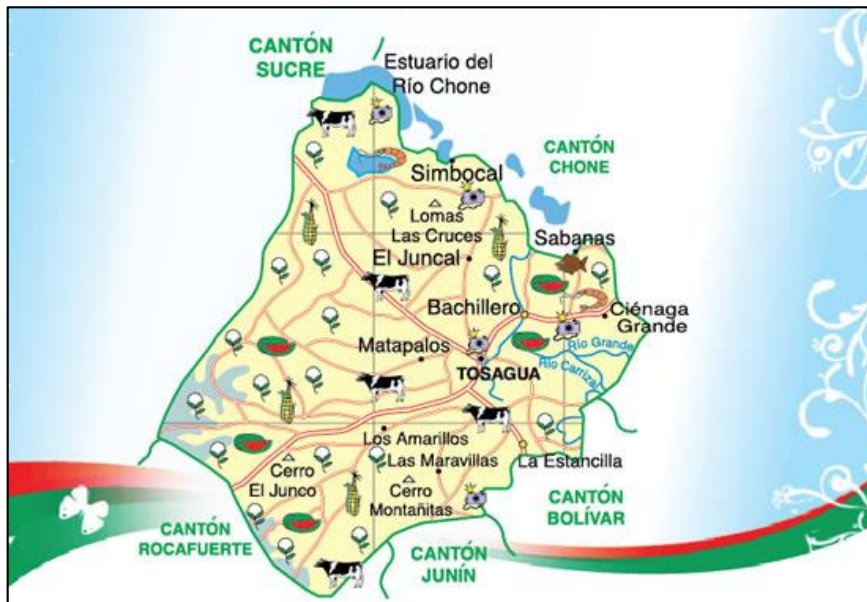 CANTÓN
SUCRE
Estuario del
Río Chone
CANTÓN
CHONE
Simbocal
Lomas
Las Cruces
Sabanas
El Juncal
Bachillero
Ciénaga
Grande
Río Grande
Matapalos
TOSAGUA
Río Carrizal
Los Amarillos
Las Maravillas
La Estancilla
Cerro
El Junco
Cerro
Montañitas
CANTÓN
BOLÍVAR
CANTÓN
ROCAFUERTE
CANTÓN
JUNÍN